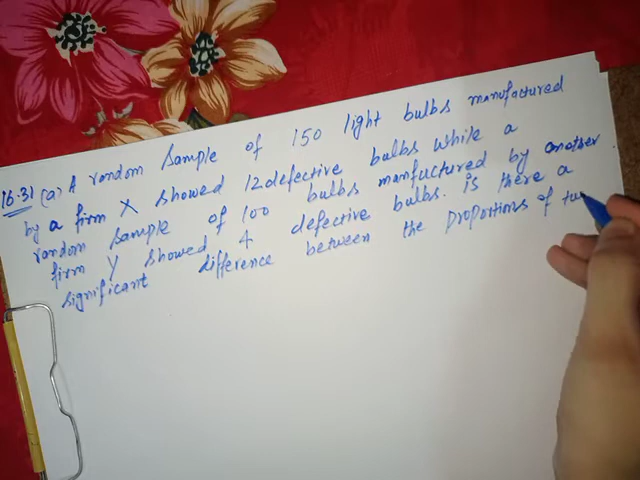 16.31 (a) A random sample of 150 light bulbs manufactured
by a firm X showed 12 defective bulbs while a
random sample of 100 bulbs manfuctured by another
firm Y showed 4 defective bulbs. is there a
significant difference between the proportions of